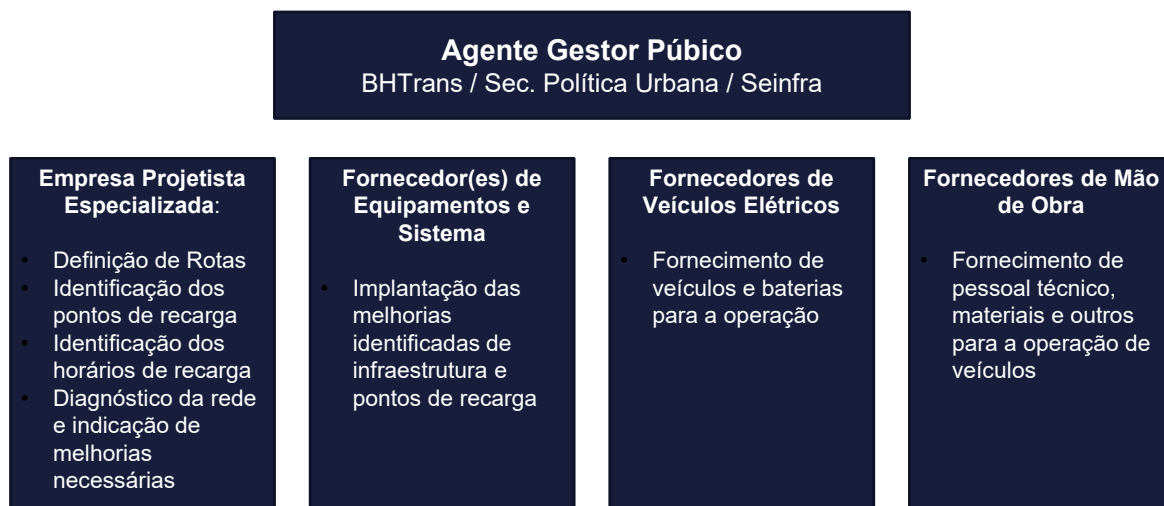 Agente Gestor Púbico
BHTrans / Sec. Política Urbana / Seinfra
Empresa Projetista
Especializada:
• Definição de Rotas
• Identificação dos
pontos de recarga
• Identificação dos
horários de recarga
• Diagnóstico da rede
e indicação de
melhorias
necessárias
Fornecedor(es) de
Equipamentos e
Sistema
• Implantação das
melhorias
identificadas de
infraestrutura e
pontos de recarga
Fornecedores de
Veículos Elétricos
• Fornecimento de
veículos e baterias
para a operação
Fornecedores de Mão
de Obra
• Fornecimento de
pessoal técnico,
materiais e outros
para a operação de
veículos